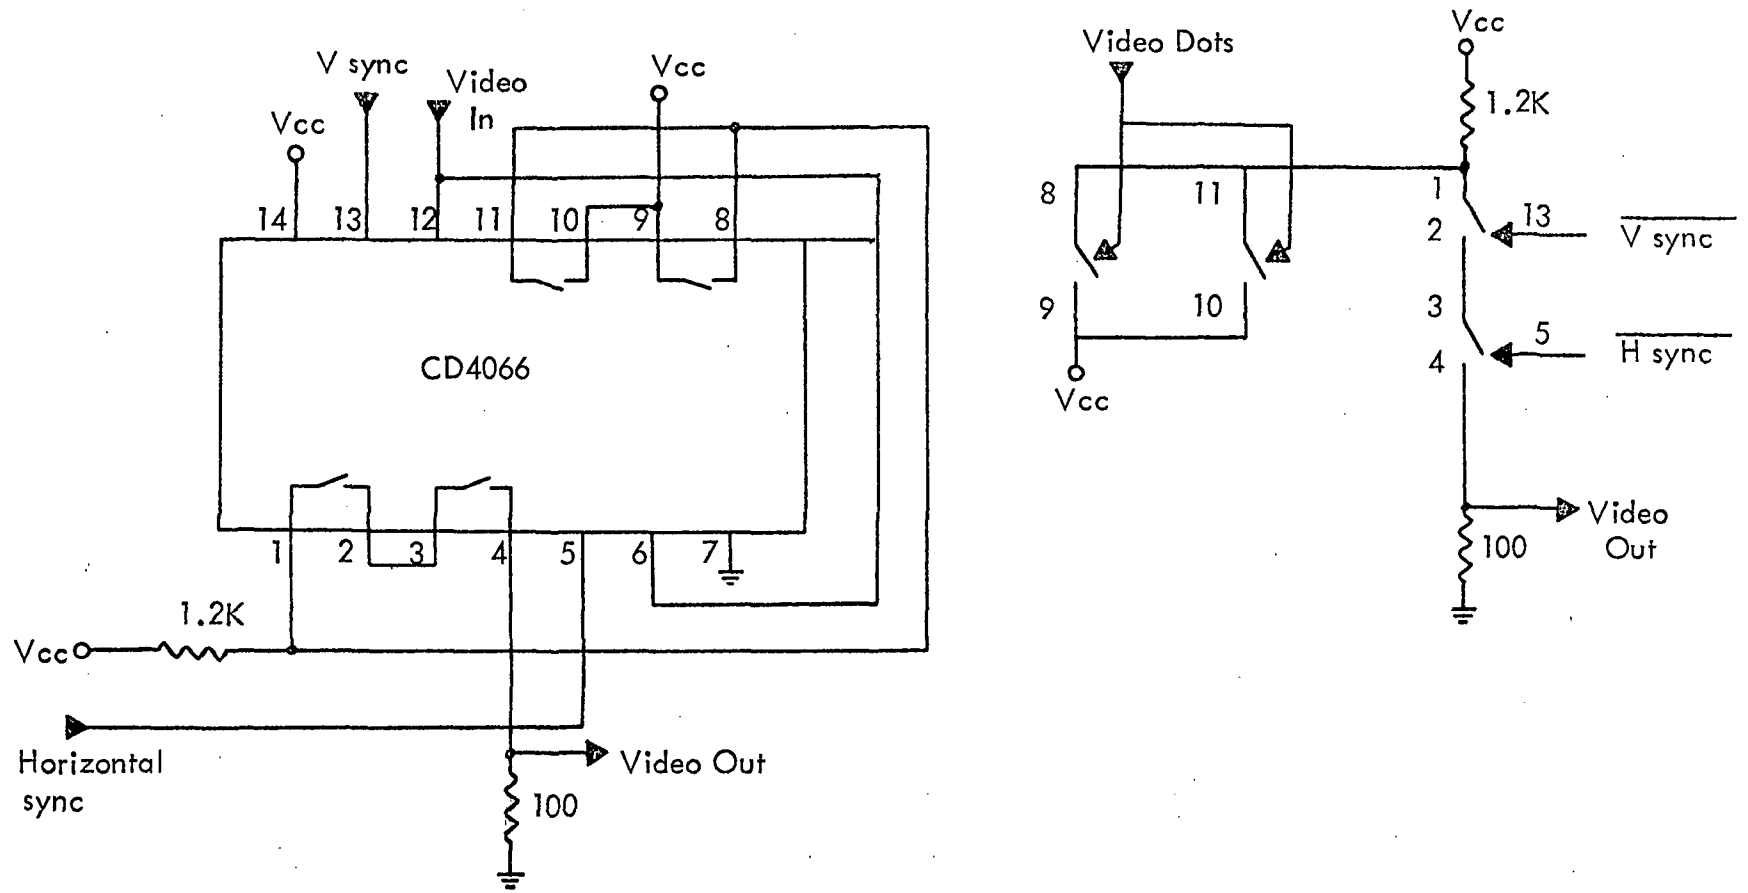 V sync
Video
In
Vcc
Vcc
14 13 12 11 10 9 8
CD4066
1 2 3 4 5 6 7
1.2K
Vcc
Horizontal
sync
Video Out
100
Video Dots
Vcc
1.2K
8 11 1
13
2 V sync
9 10 3
5
4 H sync
Vcc
Video
Out
100